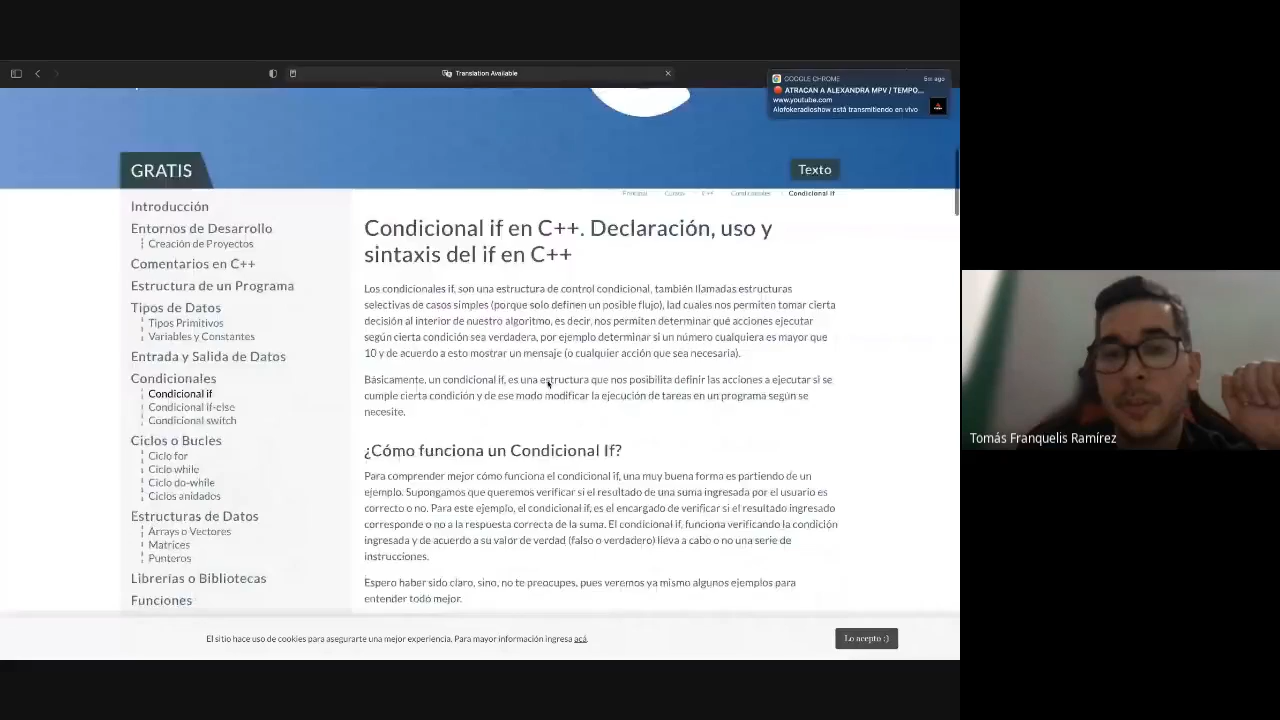 Translation Available
GOOGLE CHROME
5m ago
ATRACAN A ALEXANDRA MPV / TEMPO...
www.youtube.com
Alofokeradioshow está transmitiendo en vivo
GRATIS
Texto
Principal Cursos C++ Condicionales Condicional If
Introducción
Entornos de Desarrollo
Creación de Proyectos
Comentarios en C++
Estructura de un Programa
Tipos de Datos
Tipos Primitivos
Variables y Constantes
Entrada y Salida de Datos
Condicionales
Condicional if
Condicional if-else
Condicional switch
Ciclos o Bucles
Ciclo for
Ciclo while
Ciclo do-while
Ciclos anidados
Estructuras de Datos
Arrays o Vectores
Matrices
Punteros
Librerías o Bibliotecas
Funciones
Condicional if en C++. Declaración, uso y
sintaxis del if en C++
Los condicionales if, son una estructura de control condicional, también llamadas estructuras
selectivas de casos simples (porque solo definen un posible flujo), lad cuales nos permiten tomar cierta
decisión al interior de nuestro algoritmo, es decir, nos permiten determinar qué acciones ejecutar
según cierta condición sea verdadera, por ejemplo determinar si un número cualquiera es mayor que
10 y de acuerdo a esto mostrar un mensaje (o cualquier acción que sea necesaria).
Básicamente, un condicional if, es una estructura que nos posibilita definir las acciones a ejecutar si se
cumple cierta condición y de ese modo modificar la ejecución de tareas en un programa según se
necesite.
¿Cómo funciona un Condicional If?
Para comprender mejor cómo funciona el condicional if, una muy buena forma es partiendo de un
ejemplo. Supongamos que queremos verificar si el resultado de una suma ingresada por el usuario es
correcto o no. Para este ejemplo, el condicional if, es el encargado de verificar si el resultado ingresado
corresponde o no a la respuesta correcta de la suma. El condicional if, funciona verificando la condición
ingresada y de acuerdo a su valor de verdad (falso o verdadero) lleva a cabo o no una serie de
instrucciones.
Espero haber sido claro, sino, no te preocupes, pues veremos ya mismo algunos ejemplos para
entender todo mejor.
El sitio hace uso de cookies para asegurarte una mejor experiencia. Para mayor información ingresa acá.
Lo acepto :)
Tomás Franquelis Ramírez